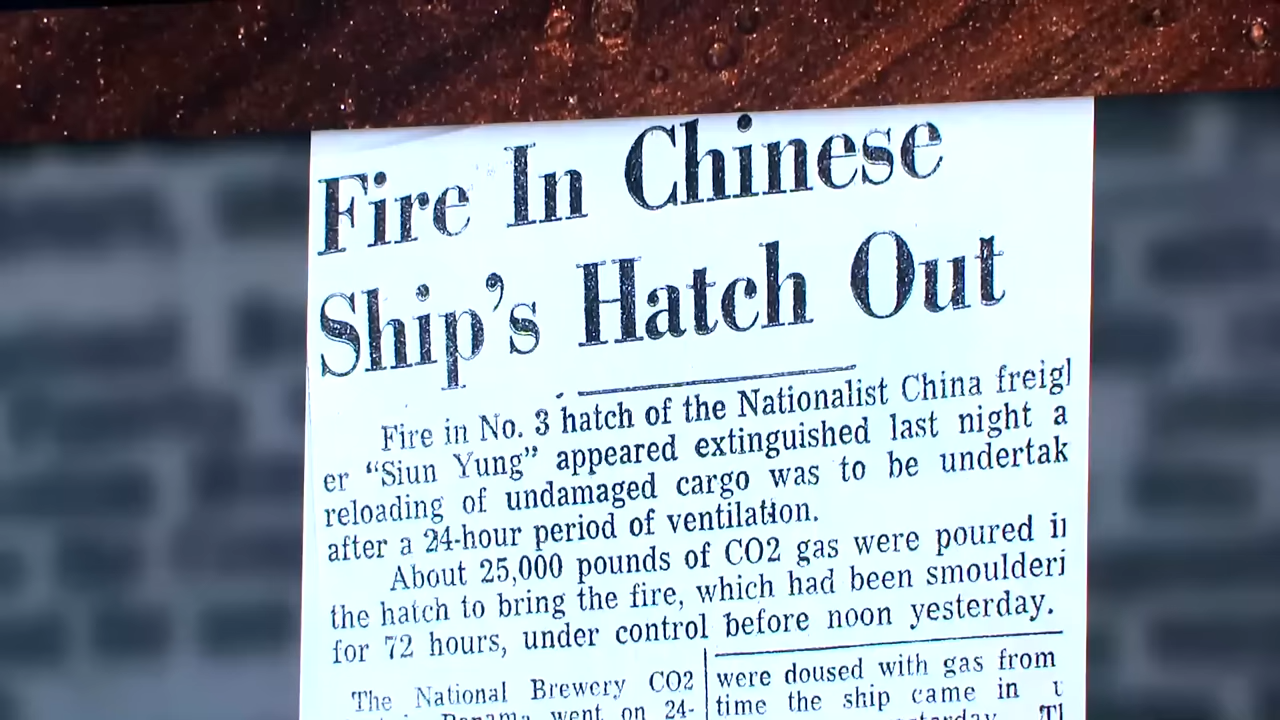 Fire In Chinese
Ship's Hatch Out
Fire in No. 3 hatch of the Nationalist China freigl
er “Siun Yung” appeared extinguished last night a
reloading of undamaged cargo was to be undertak
after a 24-hour period of ventilation.
About 25,000 pounds of CO2 gas were poured i
the hatch to bring the fire, which had been smoulderi
for 72 hours, under control before noon yesterday.
The National Brewery CO2
Panama went on 24-
were doused with gas from
time the ship came in